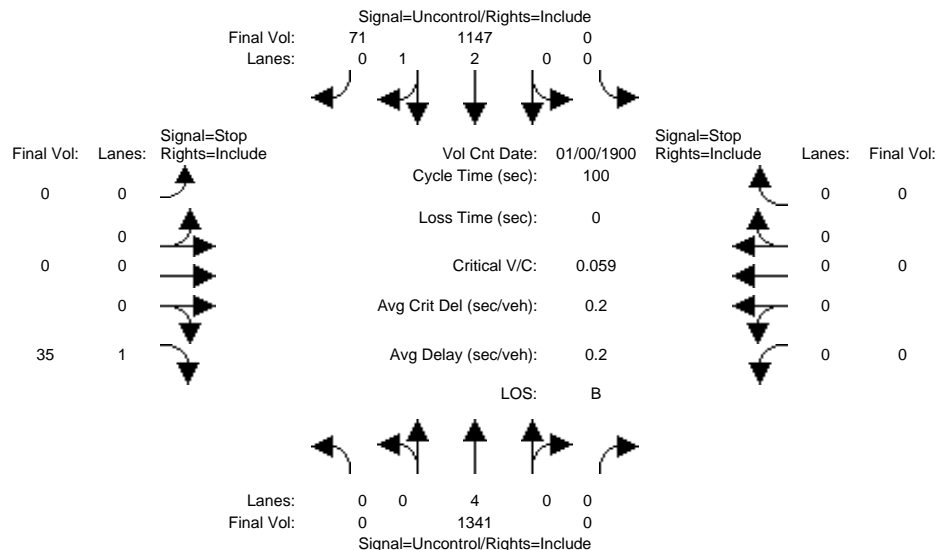 Signal=Uncontrol/Rights=Include
Final Vol: 71 1147 0
Lanes: 0 1 2 0 0
Signal=Stop Signal=Stop
Final Vol: Lanes: Rights=Include Vol Cnt Date: 01/00/1900 Rights=Include Lanes: Final Vol:
Cycle Time (sec): 100
0 0 0 0
Loss Time (sec): 0
0 0
0 0 Critical V/C: 0.059 0 0
0 Avg Crit Del (sec/veh): 0.2 0
35 1 Avg Delay (sec/veh): 0.2 0 0
LOS: B
Lanes: 0 0 4 0 0
Final Vol: 0 1341 0
Signal=Uncontrol/Rights=Include